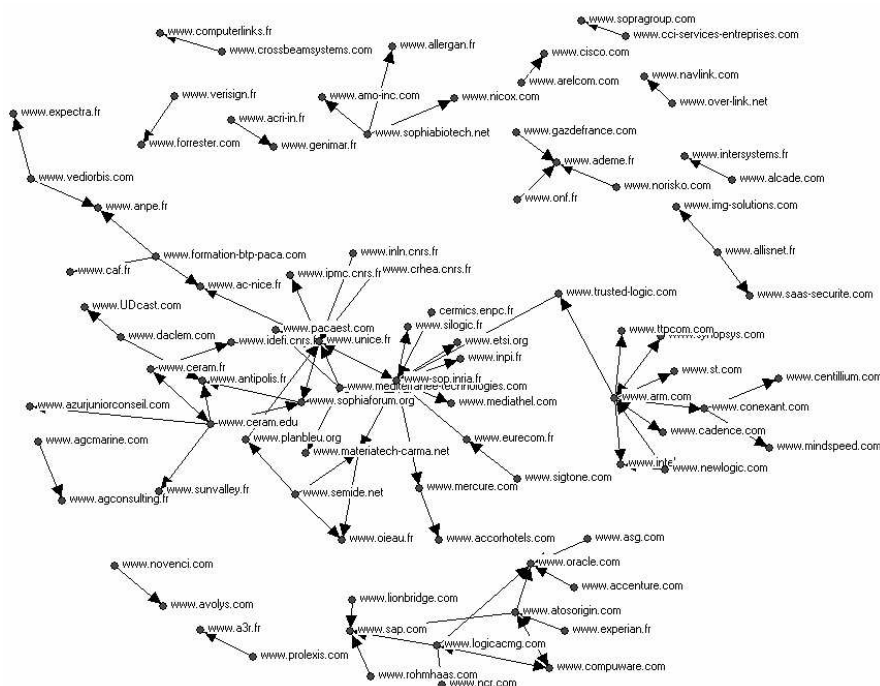 www.sopragroup.com
www.computerlinks.fr
www.cci-services-entreprises.com
www.allergan.fr
www.crossbeamsystems.com
www.cisco.com
www.navlink.com
www.arelcom.com
www.verisign.fr
www.amo-inc.com
www.nicox.com
www.over-link.net
www.expectra.fr
www.acri-in.fr
www.sophiabiotech.net
www.gazdefrance.com
www.forrester.com
www.genimar.fr
www.intersystems.fr
www.ademe.fr
www.vediorbis.com
www.alcade.com
www.norisko.com
www.onf.fr
www.anpe.fr
www.img-solutions.com
www.allisnet.fr
www.formation-btp-paca.com
www.inln.cnrs.fr
www.caf.fr
www.ipmc.cnrs.fr
www.crhea.cnrs.fr
www.ac-nice.fr
www.trusted-logic.com
www.saas-securite.com
www.UDcast.com
cermics.enpc.fr
www.pacaest.com
www.silogic.fr
www.ttpcom.com
www.daclem.com
www.idefi.cnrs.
www.unice.fr
www.etsi.org
www.inpi.fr
www.ceram.fr
www.st.com
www.antipolis.fr
www.sop.inria.fr
www.centillium.com
www.mediterranee-technologies.com
www.arm.com
www.sophiaforum.org
www.mediathel.com
www.azurjuniorconseil.com
www.conexant.com
www.ceram.edu
www.cadence.com
www.agcmarine.com
www.planbleu.org
www.eurecom.fr
www.mindspeed.com
www.materiatech-carma.net
www.newlogic.com
www.sigtone.com
www.mercure.com
www.sunvalley.fr
www.semide.net
www.agconsulting.fr
www.oieau.fr
www.accorhotels.com
www.asg.com
www.novenci.com
www.oracle.com
www.accenture.com
www.lionbridge.com
www.avolys.com
www.atosorigin.com
www.a3r.fr
www.sap.com
www.experian.fr
www.logicacmg.com
www.prolexis.com
www.compuware.com
www.rohmhaas.com
www.ncr.com